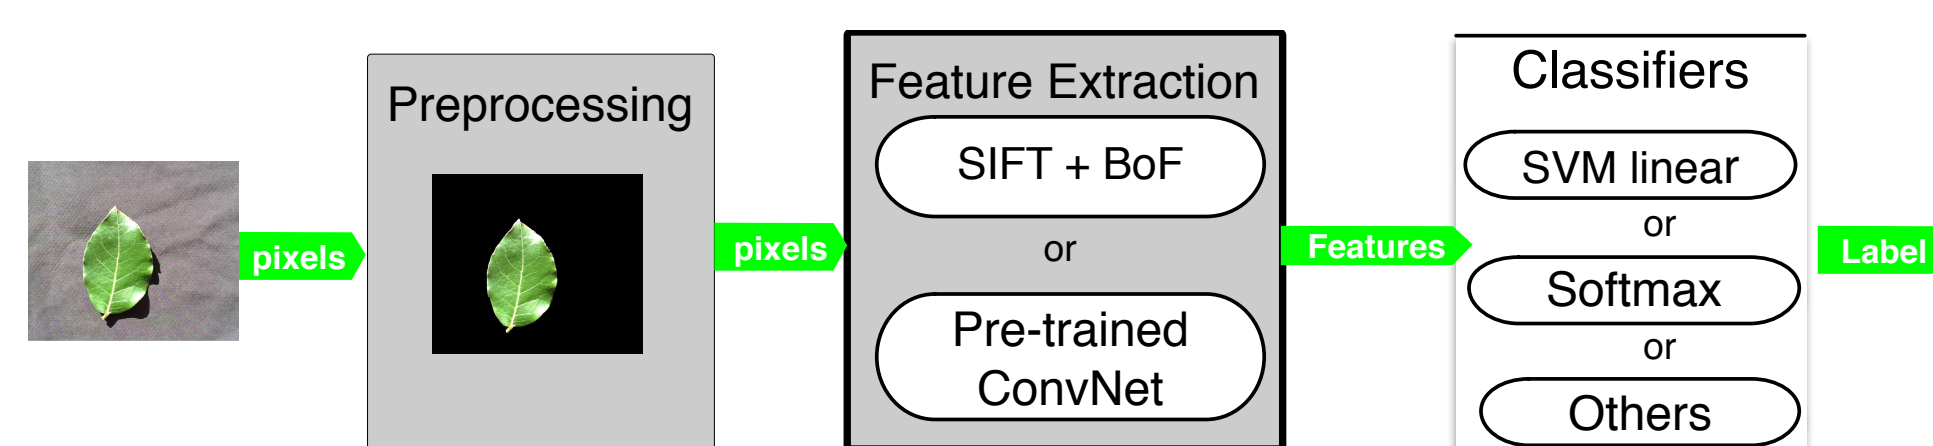 pixels
Preprocessing
pixels
Feature Extraction
SIFT + BoF
or
Pre-trained
ConvNet
Features
Classifiers
SVM linear
or
Softmax
or
Others
Label